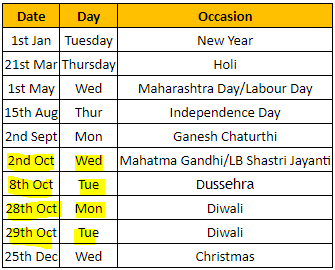 Date Day Occasion
1st Jan Tuesday New Year
21st Mar Thursday Holi
1st May Wed Maharashtra Day/Labour Day
15th Aug Thur Independence Day
2nd Sept Mon Ganesh Chaturthi
2nd Oct Wed Mahatma Gandhi/LB Shastri Jayanti
8th Oct Tue Dussehra
28th Oct Mon Diwali
29th Oct Tue Diwali
25th Dec Wed Christmas